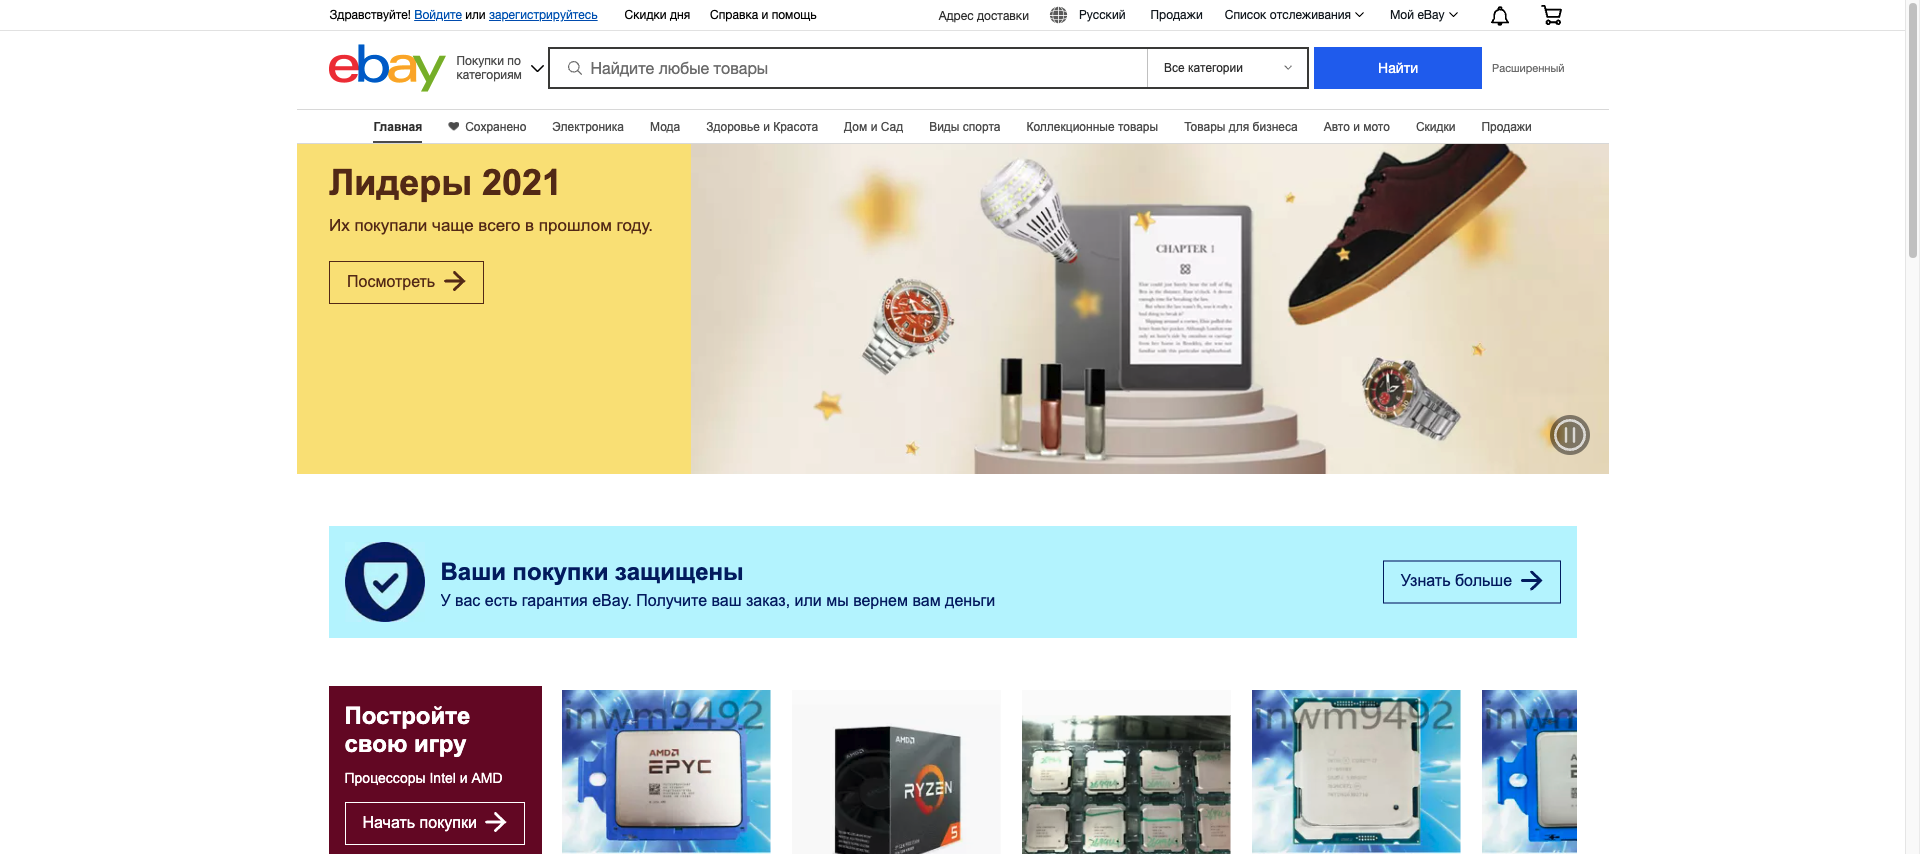 Здравствуйте! Войдите или зарегистрируйтесь Скидки дня Справка и помощь Адрес доставки Русский Продажи Список отслеживания Мой eBay
ebay Покупки по категориям Найдите любые товары Все категории Найти Расширенный
Главная Сохранено Электроника Мода Здоровье и Красота Дом и Сад Виды спорта Коллекционные товары Товары для бизнеса Авто и мото Скидки Продажи
Лидеры 2021
Их покупали чаще всего в прошлом году.
Посмотреть
CHAPTER 1
Ваши покупки защищены
У вас есть гарантия eBay. Получите ваш заказ, или мы вернем вам деньги
Узнать больше
Постройте
свою игру
Процессоры Intel и AMD
Начать покупки
inwm9492
AMD
EPYC
AMD
RYZEN
5
inwm9492
inwm